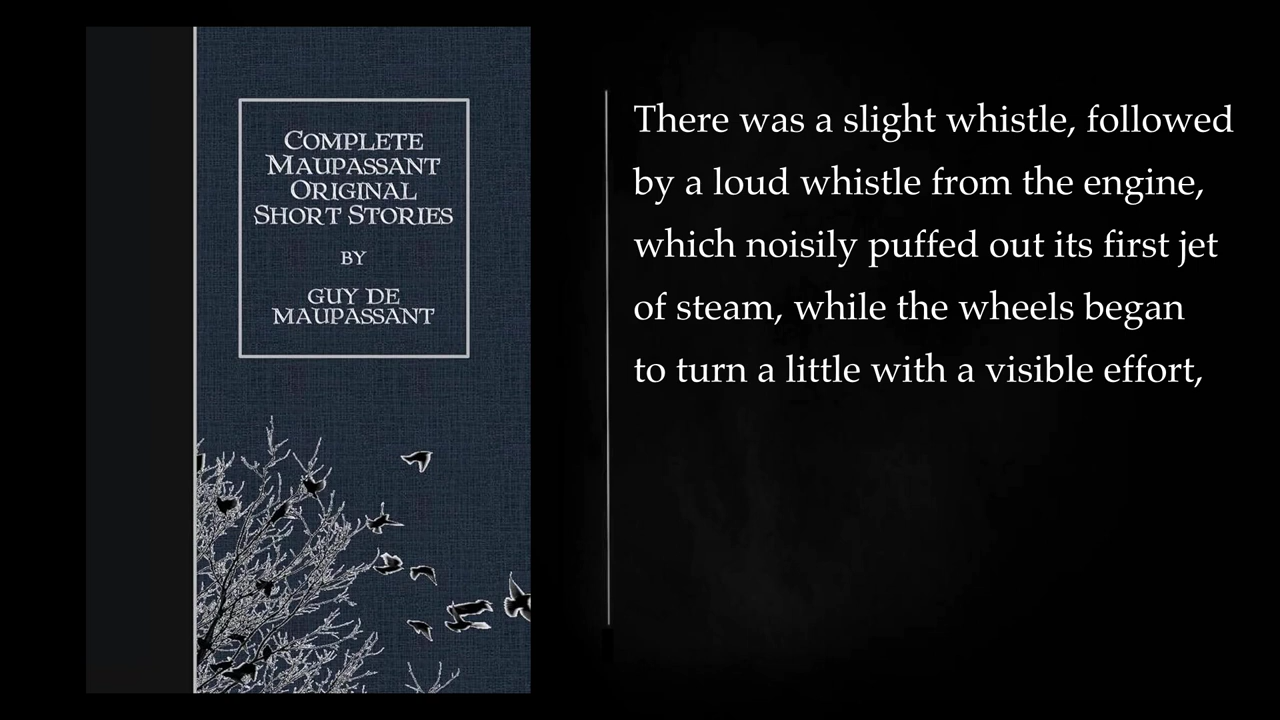 COMPLETE
MAUPASSANT
ORIGINAL
SHORT STORIES
BY
GUY DE
MAUPASSANT
There was a slight whistle, followed
by a loud whistle from the engine,
which noisily puffed out its first jet
of steam, while the wheels began
to turn a little with a visible effort,